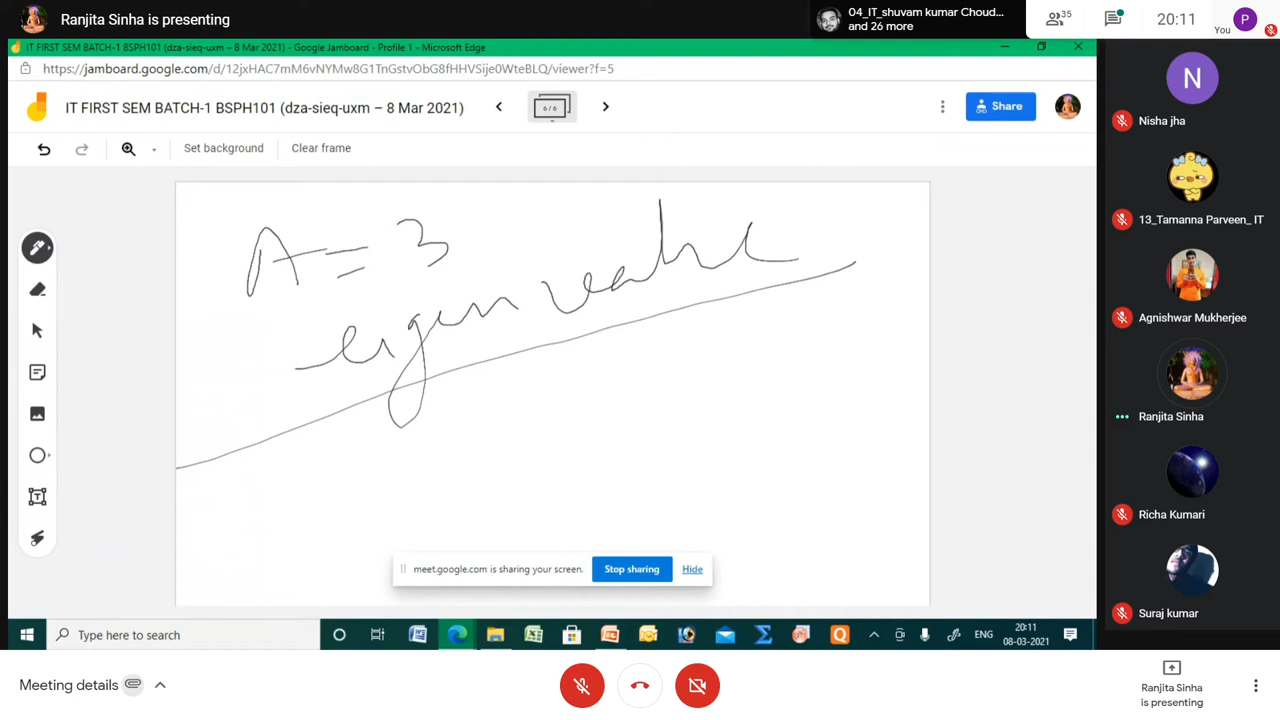 Ranjita Sinha is presenting
04_IT_shuvam kumar Choud...
and 26 more
35
20:11
You
P
IT FIRST SEM BATCH-1 BSPH101 (dza-sieq-uxm – 8 Mar 2021) - Google Jamboard - Profile 1 - Microsoft Edge
https://jamboard.google.com/d/12jxHAC7mM6vNYMw8G1TnGstvObG8fHHVSije0WteBLQ/viewer?f=5
IT FIRST SEM BATCH-1 BSPH101 (dza-sieq-uxm – 8 Mar 2021)
6 / 6
Share
Set background
Clear frame
A = 3
eigen value
meet.google.com is sharing your screen.
Stop sharing
Hide
N
Nisha jha
13_Tamanna Parveen_ IT
Agnishwar Mukherjee
Ranjita Sinha
Richa Kumari
Suraj kumar
Type here to search
ENG
20:11
08-03-2021
Meeting details
Ranjita Sinha
is presenting